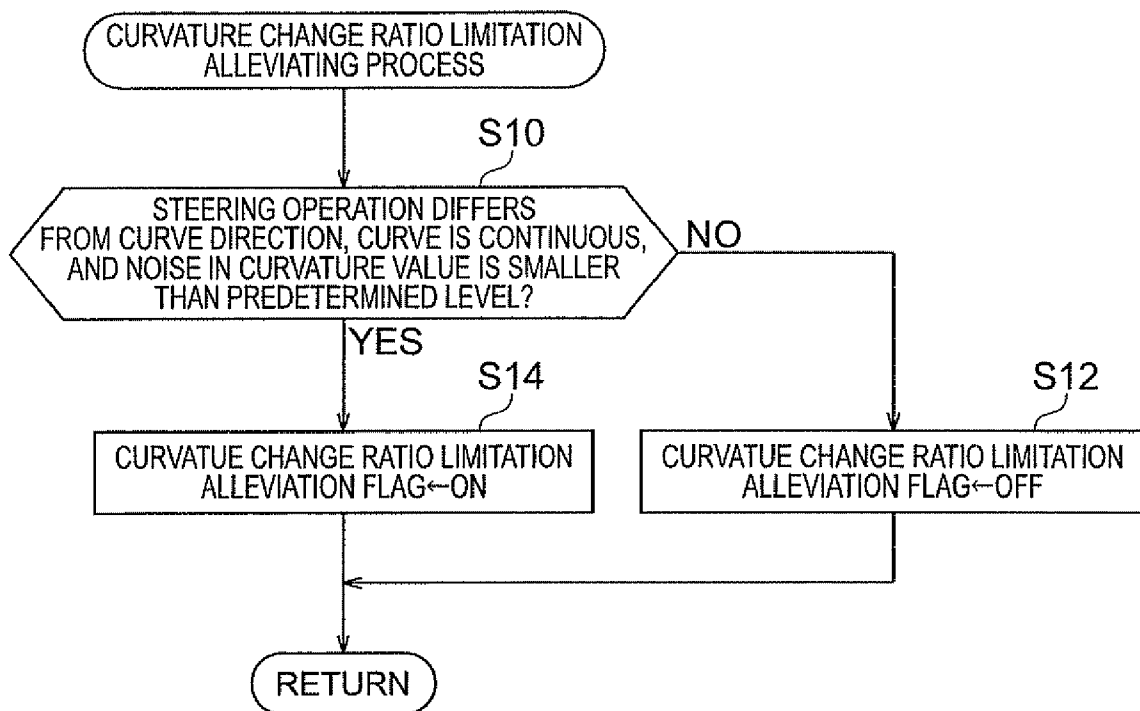 CURVATURE CHANGE RATIO LIMITATION
ALLEVIATING PROCESS
S10
STEERING OPERATION DIFFERS
FROM CURVE DIRECTION, CURVE IS CONTINUOUS,
AND NOISE IN CURVATURE VALUE IS SMALLER
THAN PREDETERMINED LEVEL?
NO
YES
S14
CURVATUE CHANGE RATIO LIMITATION
ALLEVIATION FLAG←ON
S12
CURVATUE CHANGE RATIO LIMITATION
ALLEVIATION FLAG←OFF
RETURN